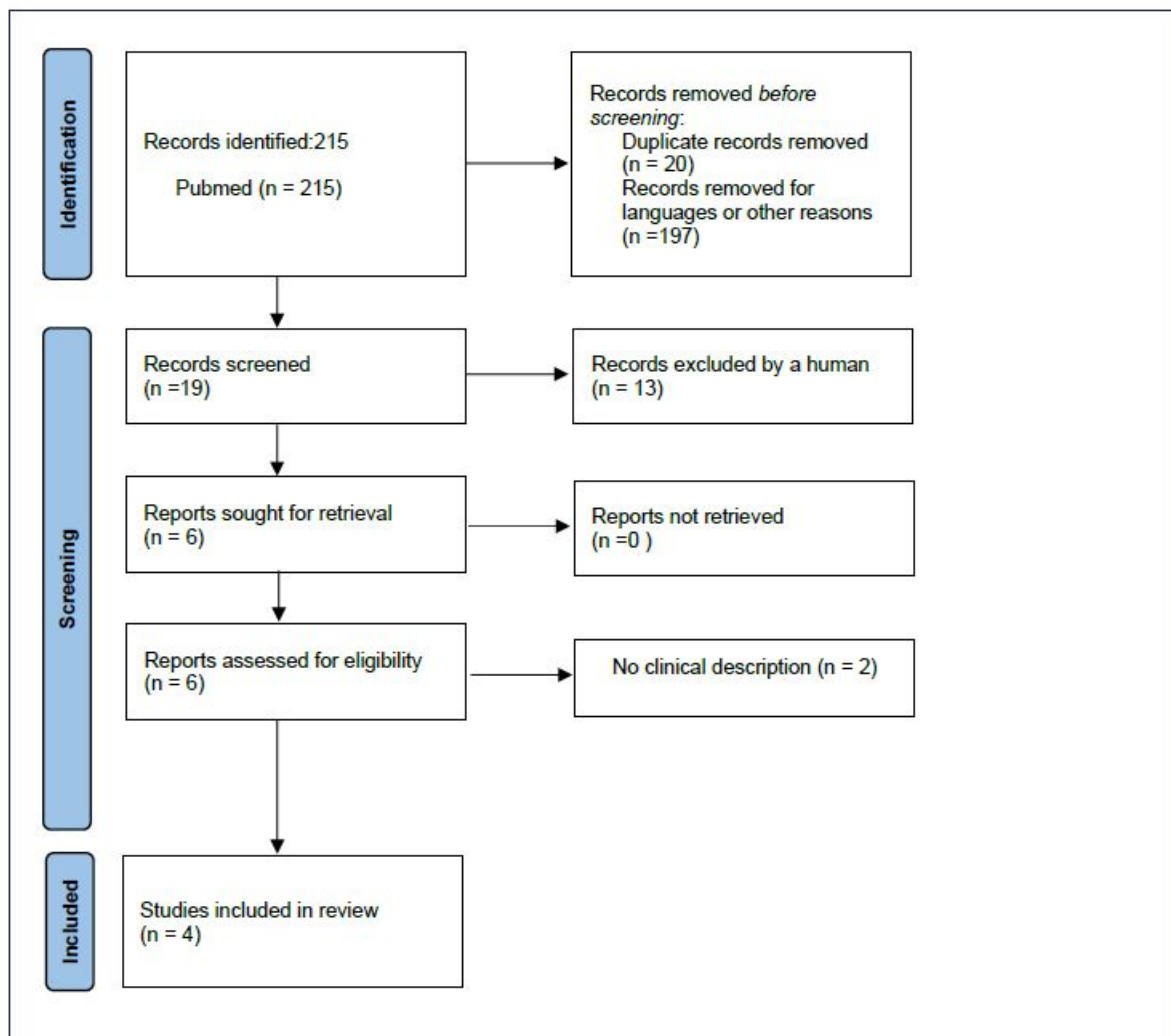 Identification
Records identified:215
Pubmed (n = 215)
Records removed before
screening:
Duplicate records removed
(n = 20)
Records removed for
languages or other reasons
(n =197)
Screening
Records screened
(n =19)
Records excluded by a human
(n = 13)
Reports sought for retrieval
(n = 6)
Reports not retrieved
(n =0 )
Reports assessed for eligibility
(n = 6)
No clinical description (n = 2)
Included
Studies included in review
(n = 4)